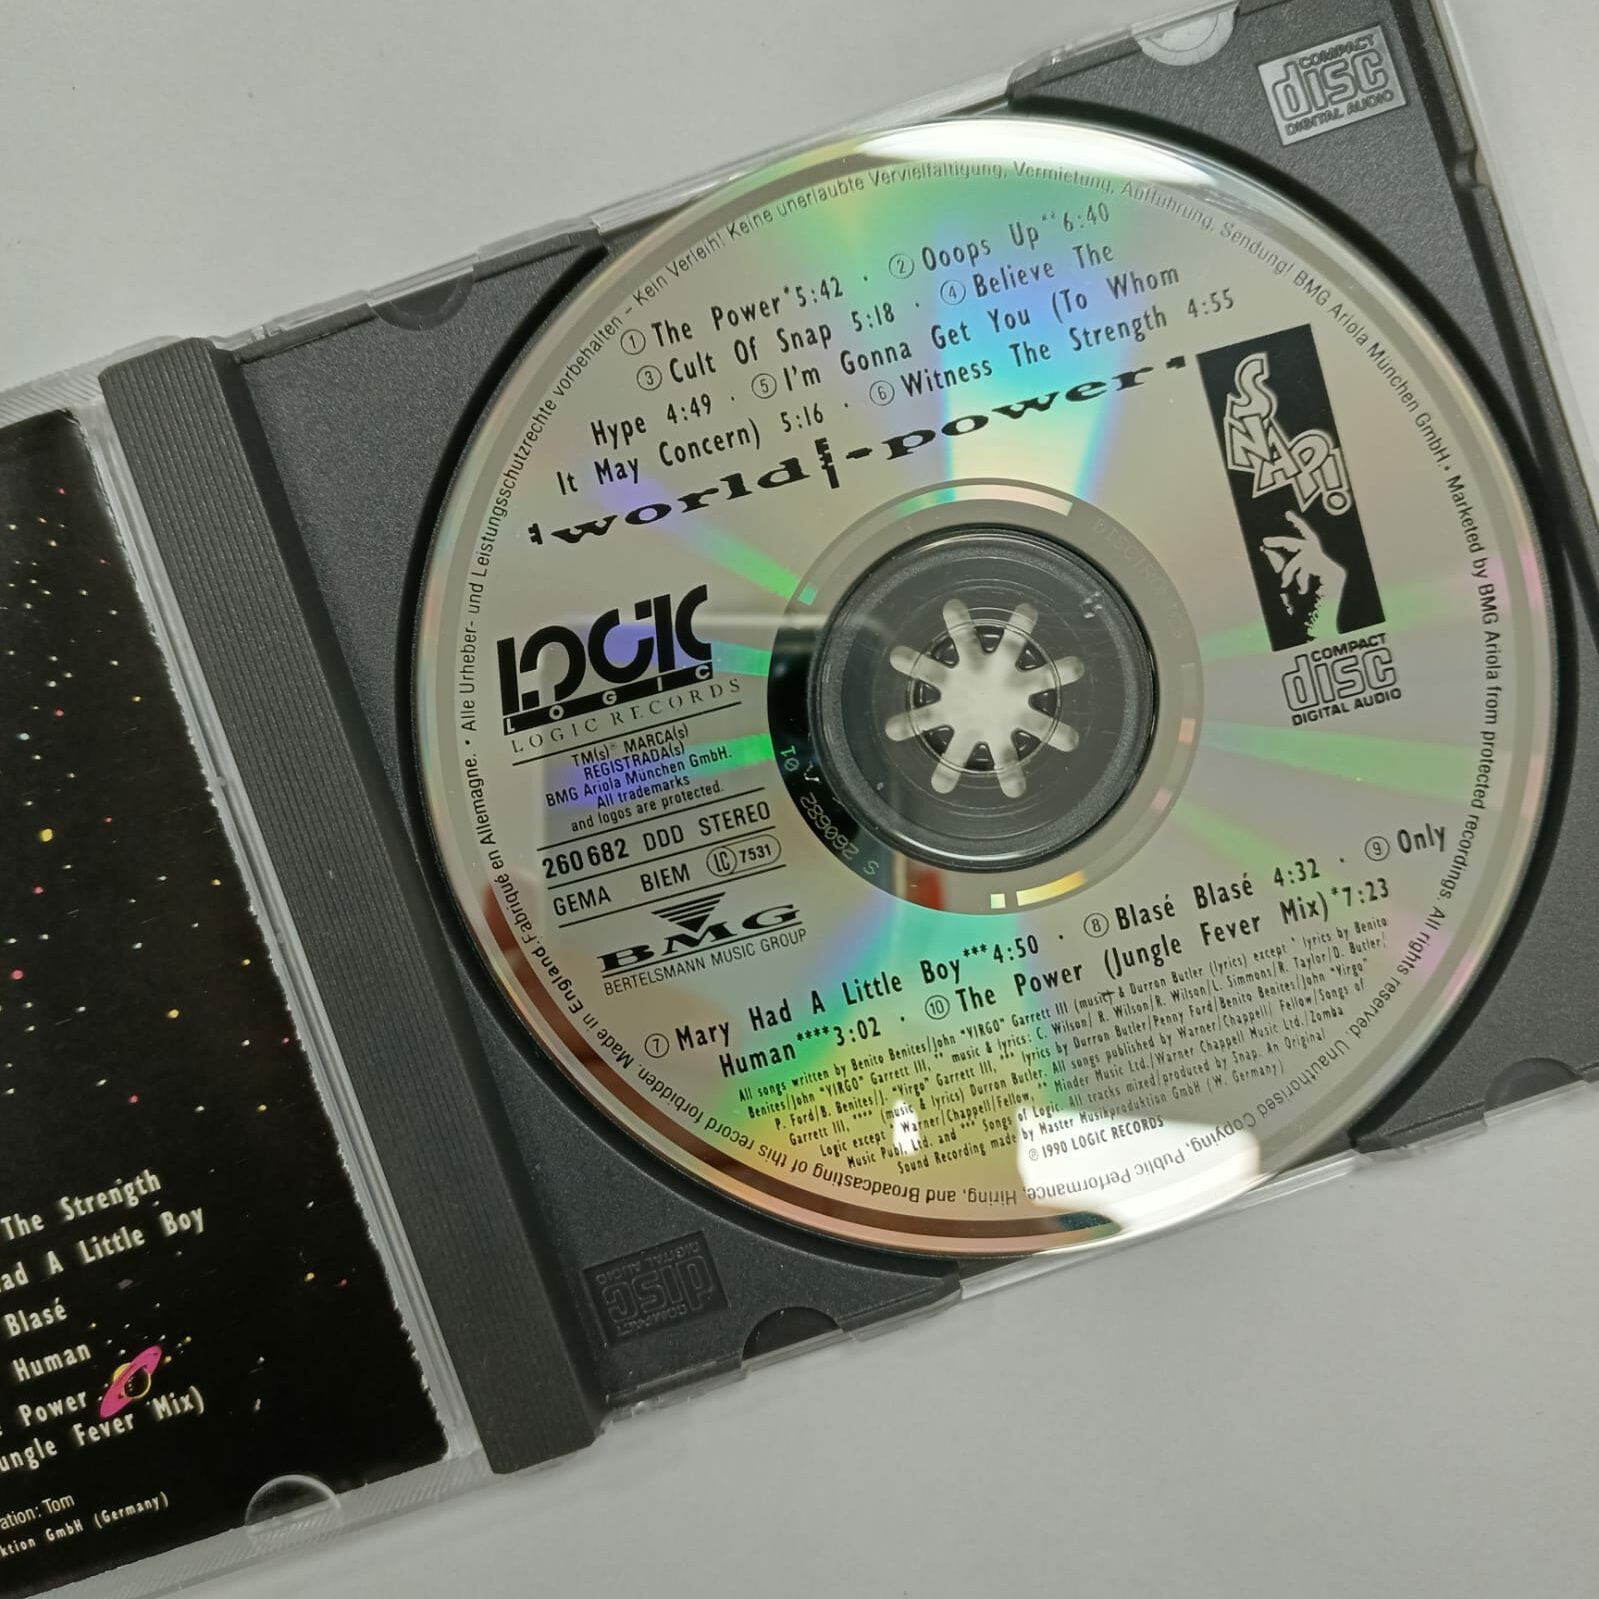 COMPACT
disc
DIGITAL AUDIO
Alle Urheber- und Leistungsschutzrechte vorbehalten – Kein Verleih! Keine unerlaubte Vervielfältigung, Vermietung, Aufführung, Sendung! BMG Ariola München GmbH. • Marketed by BMG Ariola from protected recordings. All rights reserved. Unauthorised Copying, Public Performance, Hiring, and Broadcasting of this record forbidden. Made in England. Fabriqué en Allemagne. •
① The Power*5:42 · ② Ooops Up**6:40
③ Cult Of Snap 5:18 · ④ Believe The
Hype 4:49 · ⑤ I'm Gonna Get You (To Whom
It May Concern) 5:16 · ⑥ Witness The Strength 4:55
world-power
SNAP!
LOGIC
LOGIC
LOGIC RECORDS
TM(s)® MARCA(s)
REGISTRADA(s)
BMG Ariola München GmbH.
All trademarks
and logos are protected.
260 682 DDD STEREO
GEMA BIEM LC 7531
BMG
BERTELSMANN MUSIC GROUP
COMPACT
disc
DIGITAL AUDIO
S 260682
01
⑦ Mary Had A Little Boy***4:50 · ⑧ Blasé Blasé 4:32 · ⑨ Only
Human****3:02 · ⑩ The Power (Jungle Fever Mix)*7:23
All songs written by Benito Benites/John "VIRGO" Garrett III (music) & Durron Butler (lyrics) except * lyrics by Benito
Benites/John "VIRGO" Garrett III, ** music & lyrics: C. Wilson/ R. Wilson/R. Wilson/L. Simmons/R. Taylor/D. Butler/
P. Ford/B. Benites/J. "Virgo" Garrett III, *** lyrics by Durron Butler/Penny Ford/Benito Benites/John "Virgo"
Garrett III, **** (music & lyrics) Durron Butler. All songs published by Warner/Chappell/ Fellow/Songs of
Logic except * Warner/Chappell/Fellow, ** Minder Music Ltd./Warner Chappell Music Ltd./Zomba
Music Publ. Ltd. and *** Songs of Logic. All tracks mixed/produced by Snap. An Original
Sound Recording made by Master Musikproduktion GmbH (W. Germany)
℗ 1990 LOGIC RECORDS
COMPACT
disc
DIGITAL AUDIO
The Strength
ad A Little Boy
Blasé
Human
Power
ungle Fever Mix)
ation: Tom
ktion GmbH (Germany)